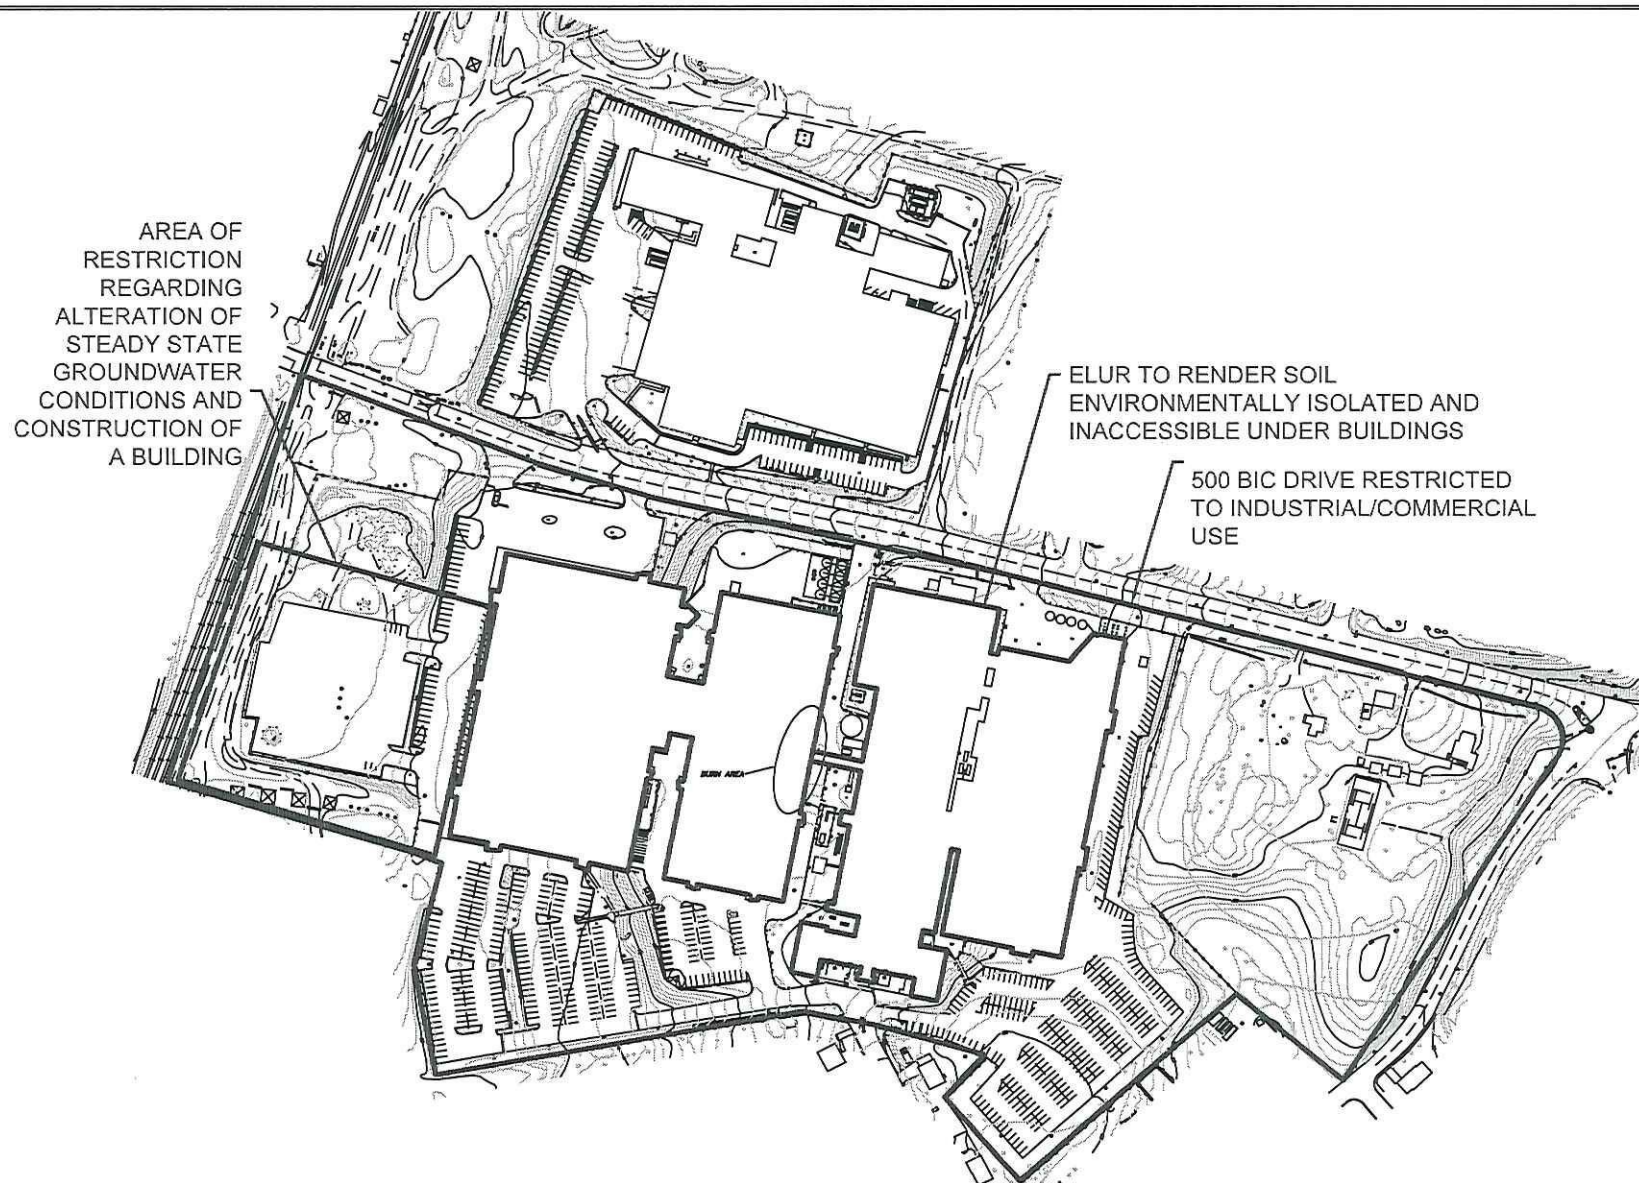 AREA OF
RESTRICTION
REGARDING
ALTERATION OF
STEADY STATE
GROUNDWATER
CONDITIONS AND
CONSTRUCTION OF
A BUILDING
ELUR TO RENDER SOIL
ENVIRONMENTALLY ISOLATED AND
INACCESSIBLE UNDER BUILDINGS
500 BIC DRIVE RESTRICTED
TO INDUSTRIAL/COMMERCIAL
USE
BURN AREA